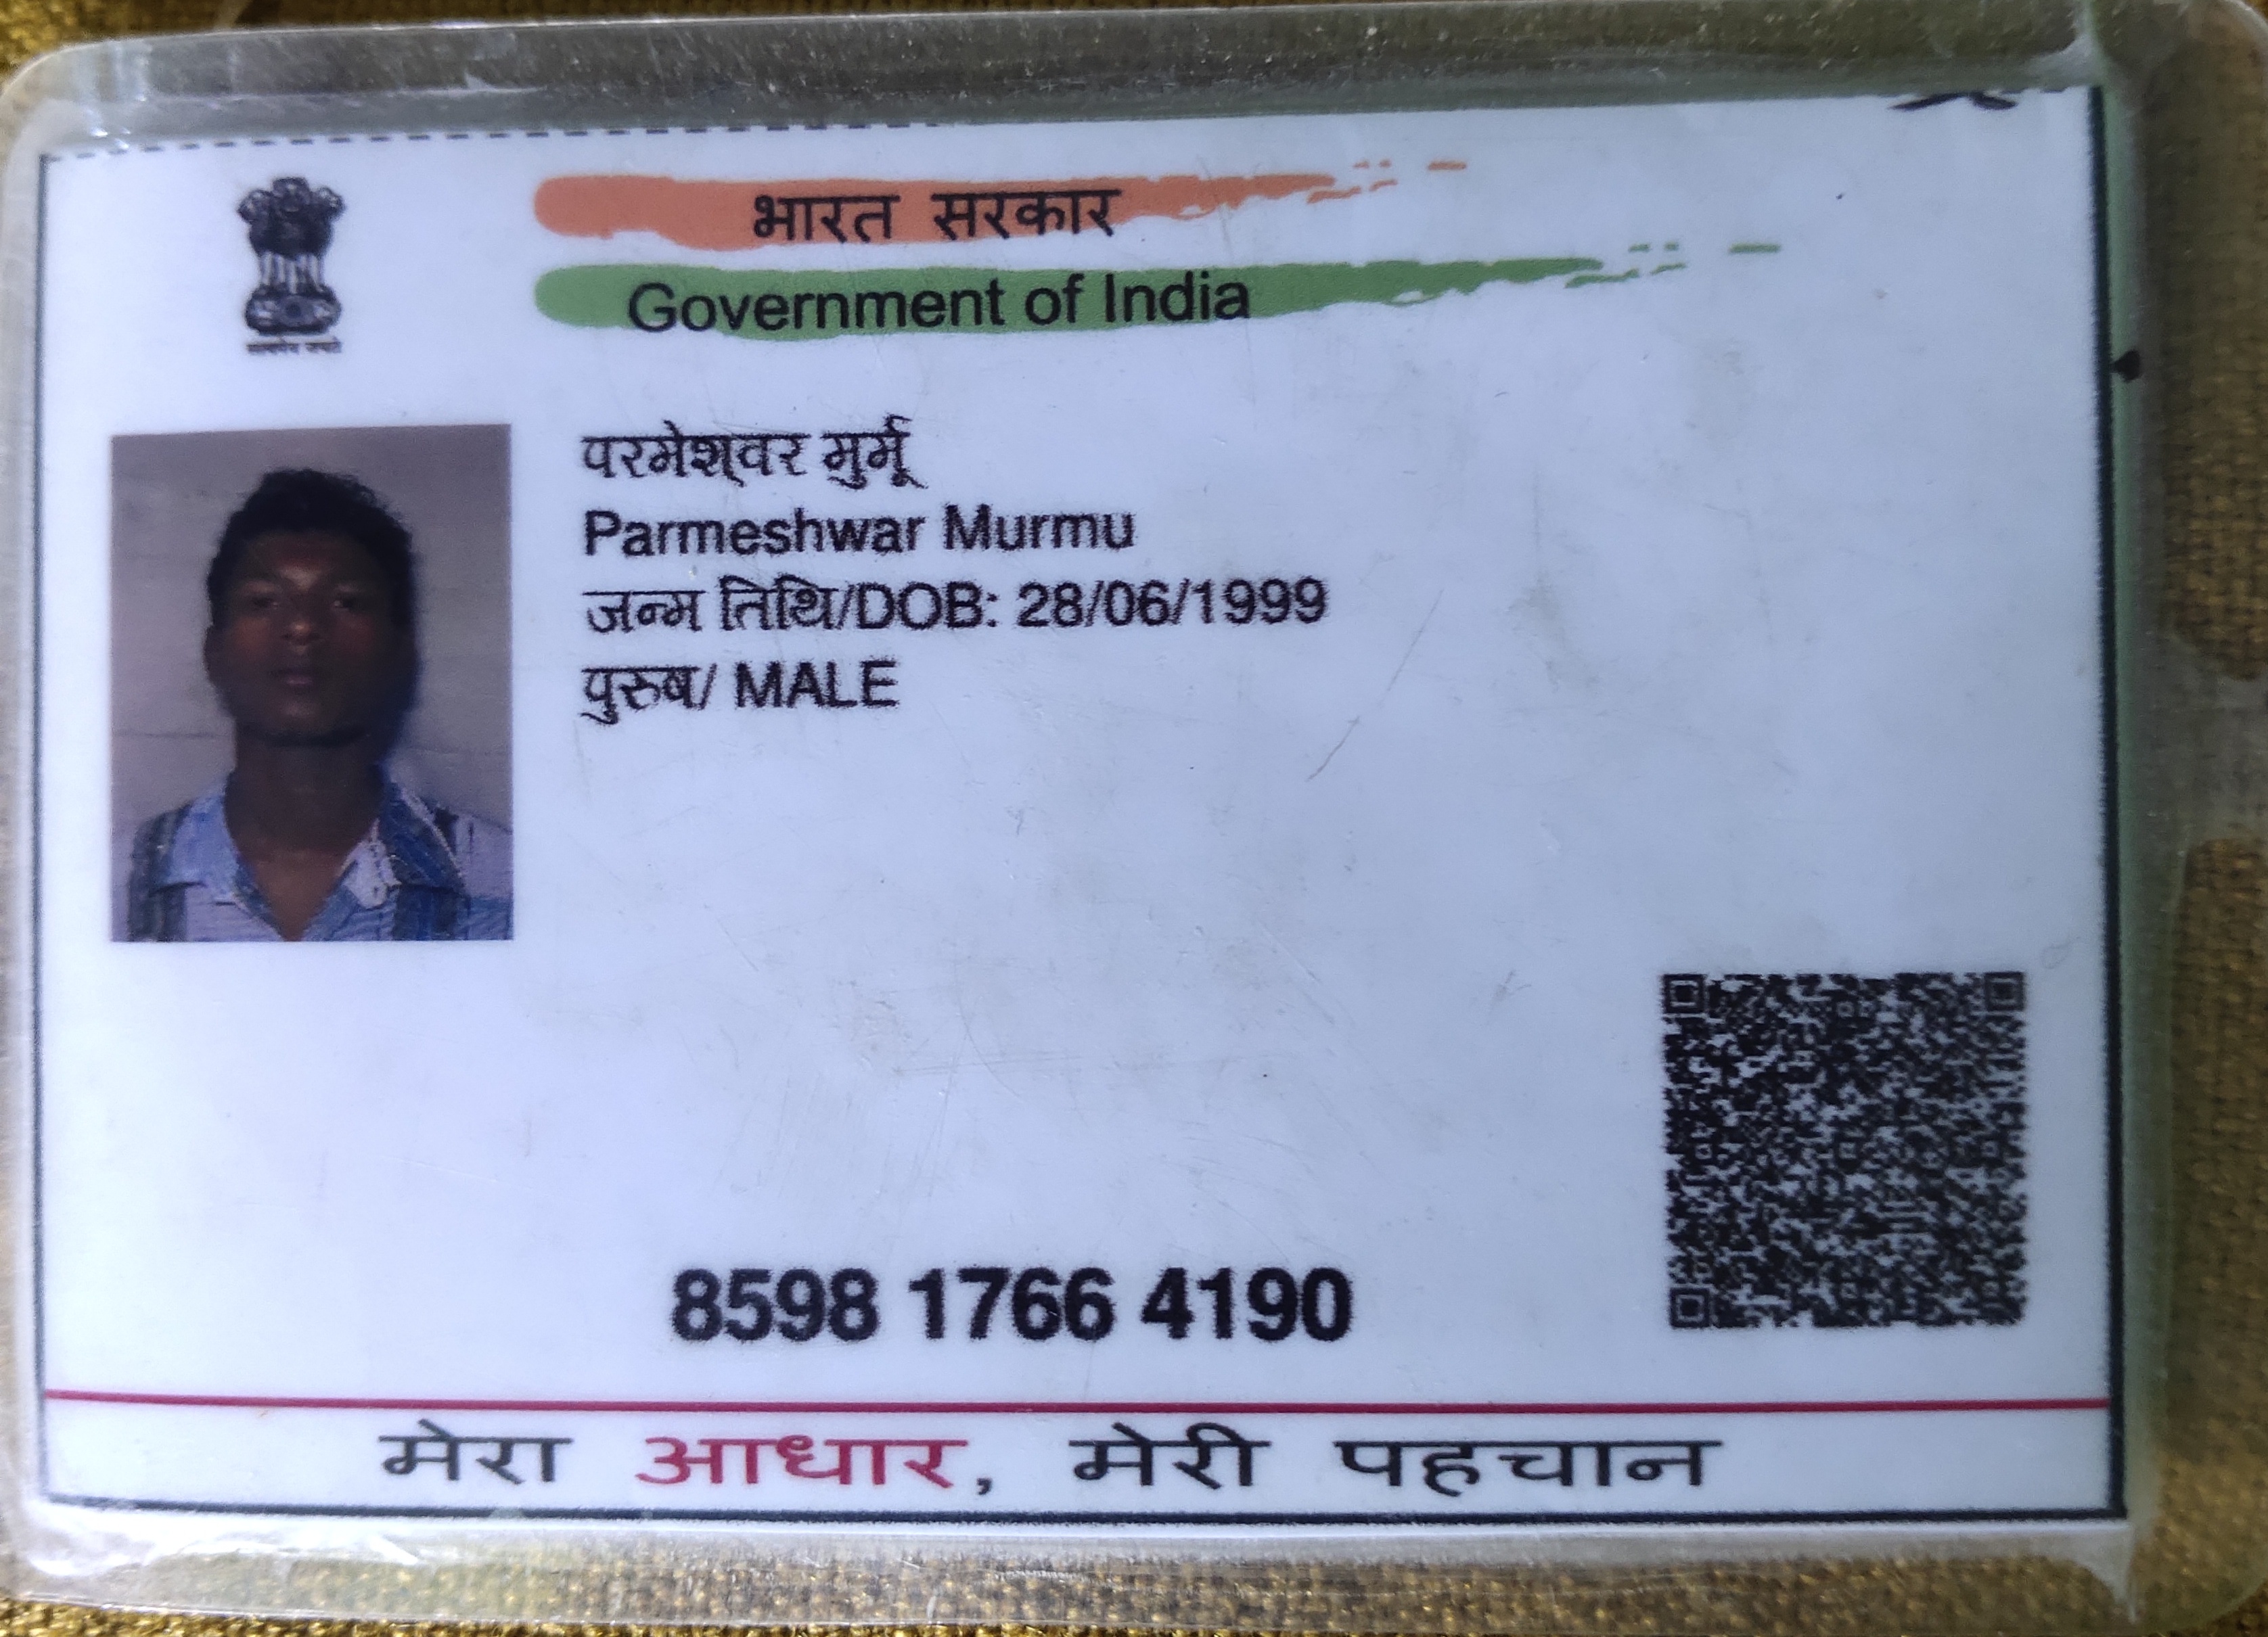 भारत सरकार
Government of India
परमेश्वर मुर्मू
Parmeshwar Murmu
जन्म तिथि/DOB: 28/06/1999
पुरुष/ MALE
8598 1766 4190
मेरा आधार, मेरी पहचान